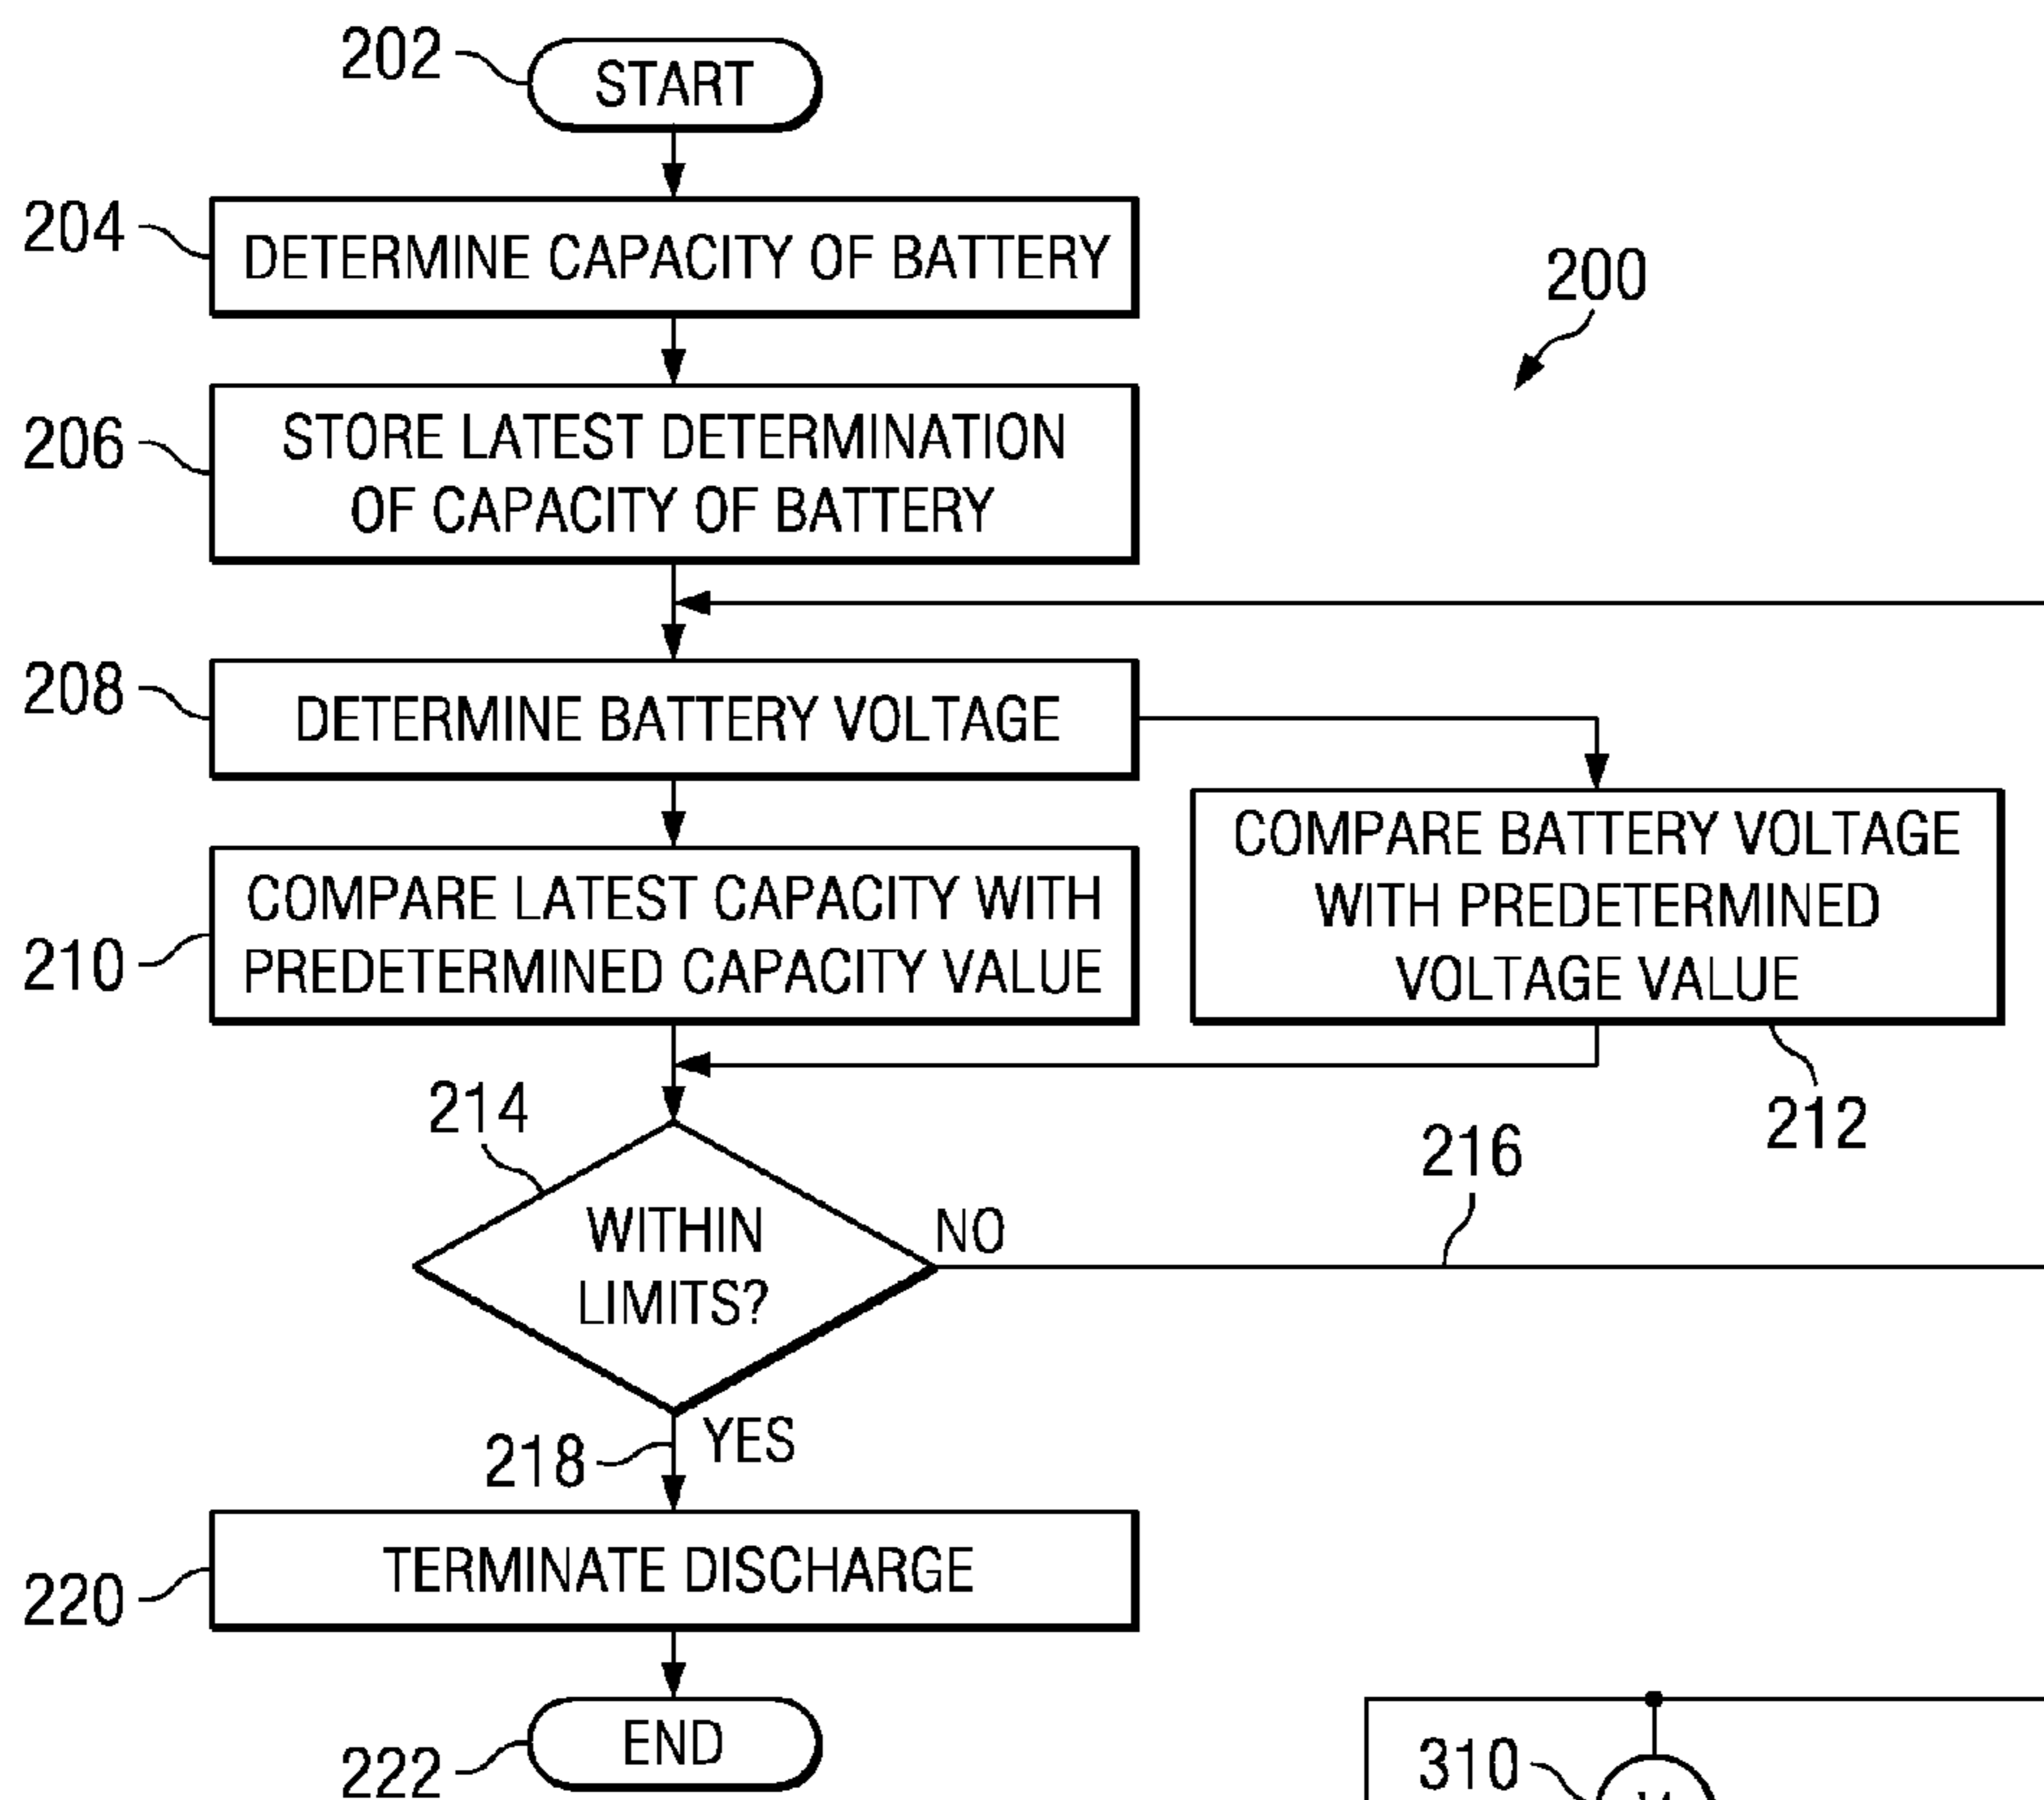 202
START
204
DETERMINE CAPACITY OF BATTERY
200
206
STORE LATEST DETERMINATION
OF CAPACITY OF BATTERY
208
DETERMINE BATTERY VOLTAGE
COMPARE BATTERY VOLTAGE
WITH PREDETERMINED
VOLTAGE VALUE
210
COMPARE LATEST CAPACITY WITH
PREDETERMINED CAPACITY VALUE
212
214
216
WITHIN
LIMITS?
NO
218
YES
220
TERMINATE DISCHARGE
222
END
310